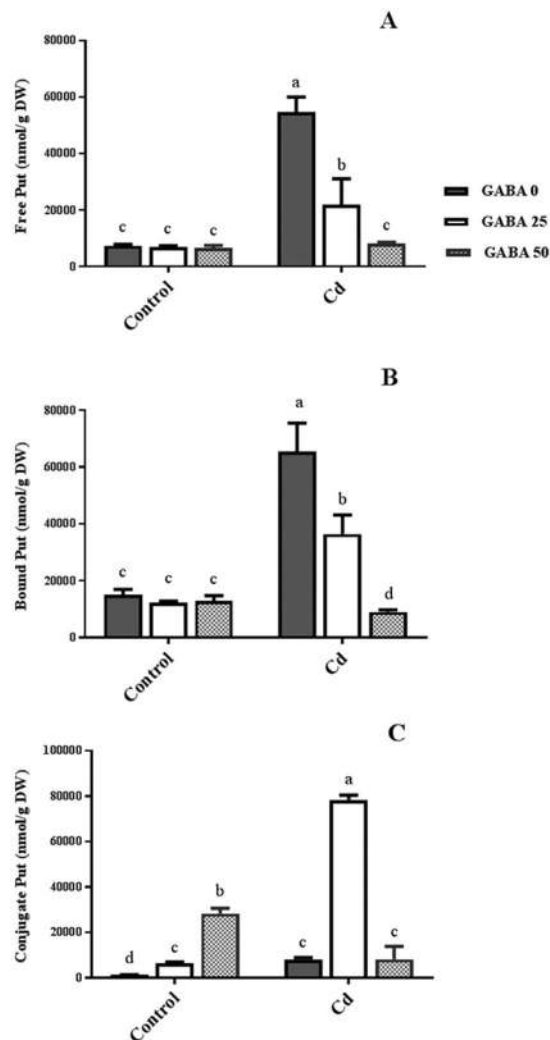 A
Free Put (nmol/g DW)
80000
60000
40000
20000
0
c
c
c
a
b
c
Control
Cd
GABA 0
GABA 25
GABA 50
B
Bound Put (nmol/g DW)
80000
60000
40000
20000
0
c
c
c
a
b
d
Control
Cd
C
Conjugate Put (nmol/g DW)
100000
80000
60000
40000
20000
0
d
c
b
c
a
c
Control
Cd